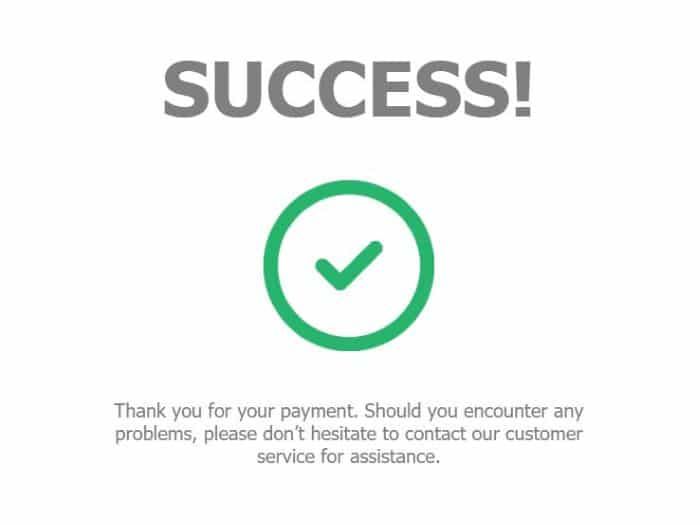 SUCCESS!
Thank you for your payment. Should you encounter any
problems, please don’t hesitate to contact our customer
service for assistance.